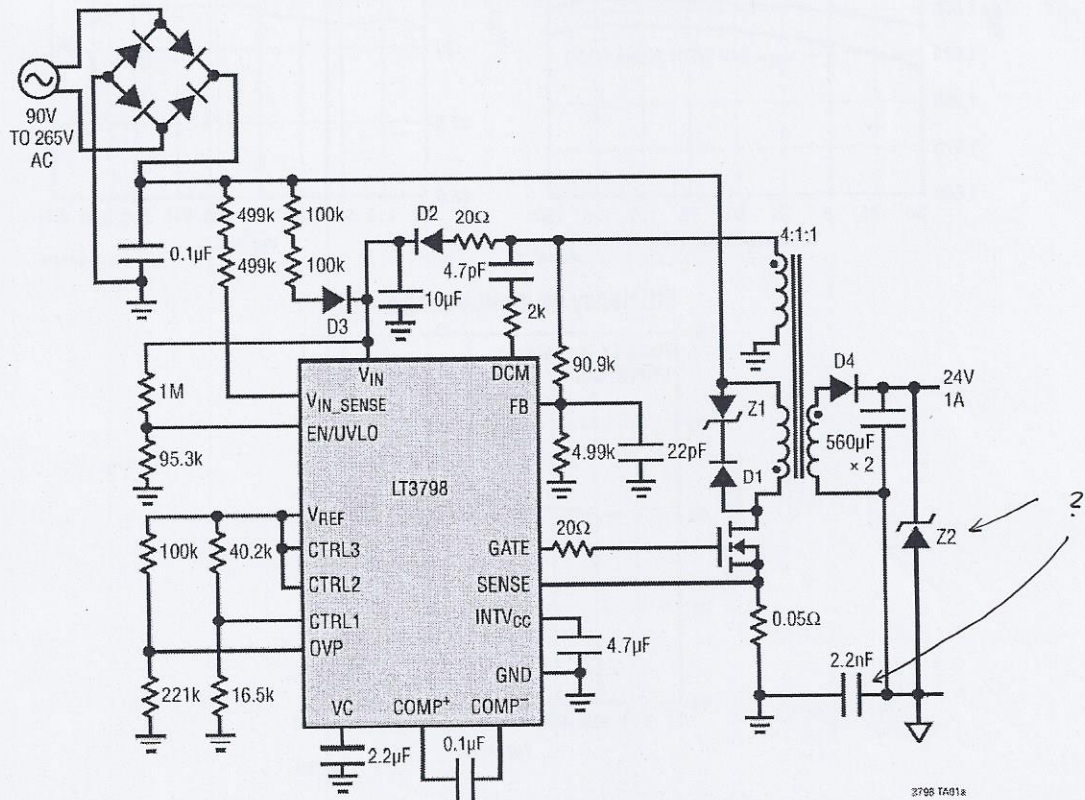 90V
TO 265V
AC
0.1µF
499k
499k
100k
100k
D3
D2
20Ω
10µF
4.7pF
2k
90.9k
4.99k
22pF
4:1:1
Z1
D1
D4
560µF
× 2
24V
1A
Z2
?
1M
95.3k
VIN
DCM
VIN_SENSE
EN/UVLO
FB
LT3798
100k
40.2k
VREF
CTRL3
CTRL2
CTRL1
OVP
GATE
20Ω
SENSE
INTVCC
GND
4.7µF
0.05Ω
2.2nF
221k
16.5k
VC
COMP+
COMP–
2.2µF
0.1µF
3798 TA01a